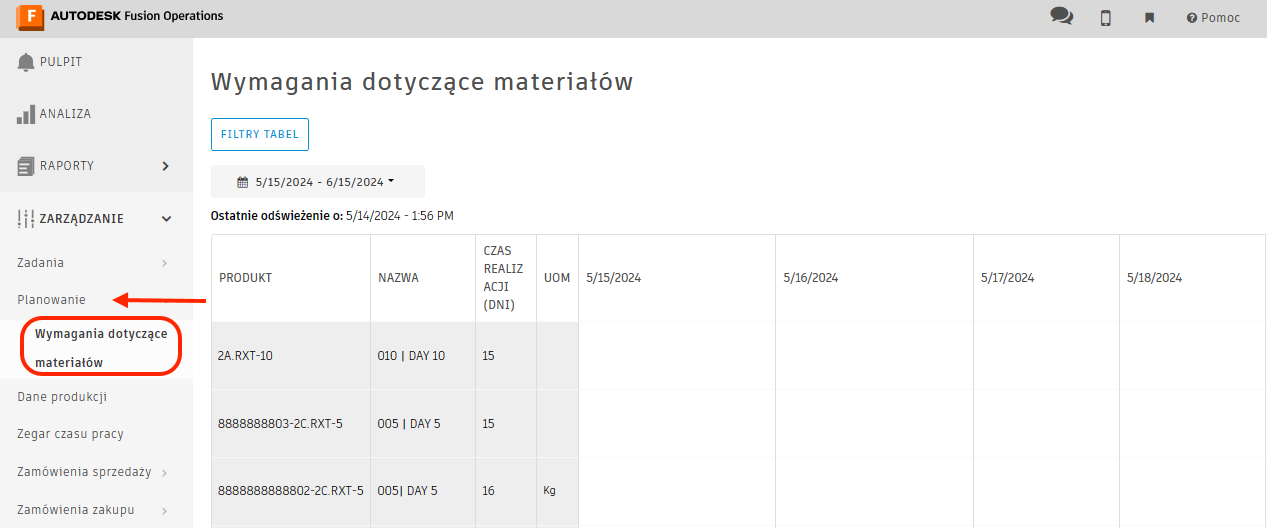 F AUTODESK Fusion Operations
Pomoc
PULPIT
ANALIZA
RAPORTY
ZARZĄDZANIE
Zadania
Planowanie
Wymagania dotyczące
materiałów
Dane produkcji
Zegar czasu pracy
Zamówienia sprzedaży
Zamówienia zakupu
Wymagania dotyczące materiałów
FILTRY TABEL
5/15/2024 - 6/15/2024
Ostatnie odświeżenie o: 5/14/2024 - 1:56 PM
PRODUKT
NAZWA
CZAS
REALIZ
ACJI
(DNI)
UOM
5/15/2024
5/16/2024
5/17/2024
5/18/2024
2A.RXT-10
010 | DAY 10
15
8888888803-2C.RXT-5
005 | DAY 5
15
8888888888802-2C.RXT-5
005| DAY 5
16
Kg